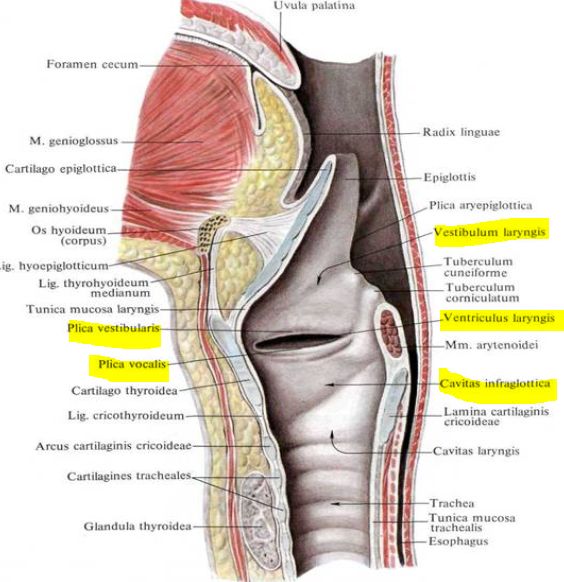 Uvula palatina
Foramen cecum
M. genioglossus
Cartilago epiglottica
M. geniohyoideus
Os hyoideum
(corpus)
ig. hyoepiglotticum
Lig. thyrohyoideum
medianum
Tunica mucosa laryngis
Plica vestibularis
Plica vocalis
Cartilago thyroidea
Lig. cricothyroideum
Arcus cartilaginis cricoideae
Cartilagines tracheales
Glandula thyroidea
Radix linguae
Epiglottis
Plica aryepiglottica
Vestibulum laryngis
Tuberculum
cuneiforme
Tuberculum
corniculatum
Ventriculus laryngis
Mm. arytenoidei
Cavitas infraglottica
Lamina cartilaginis
cricoideae
Cavitas laryngis
Trachea
Tunica mucosa
trachealis
Esophagus